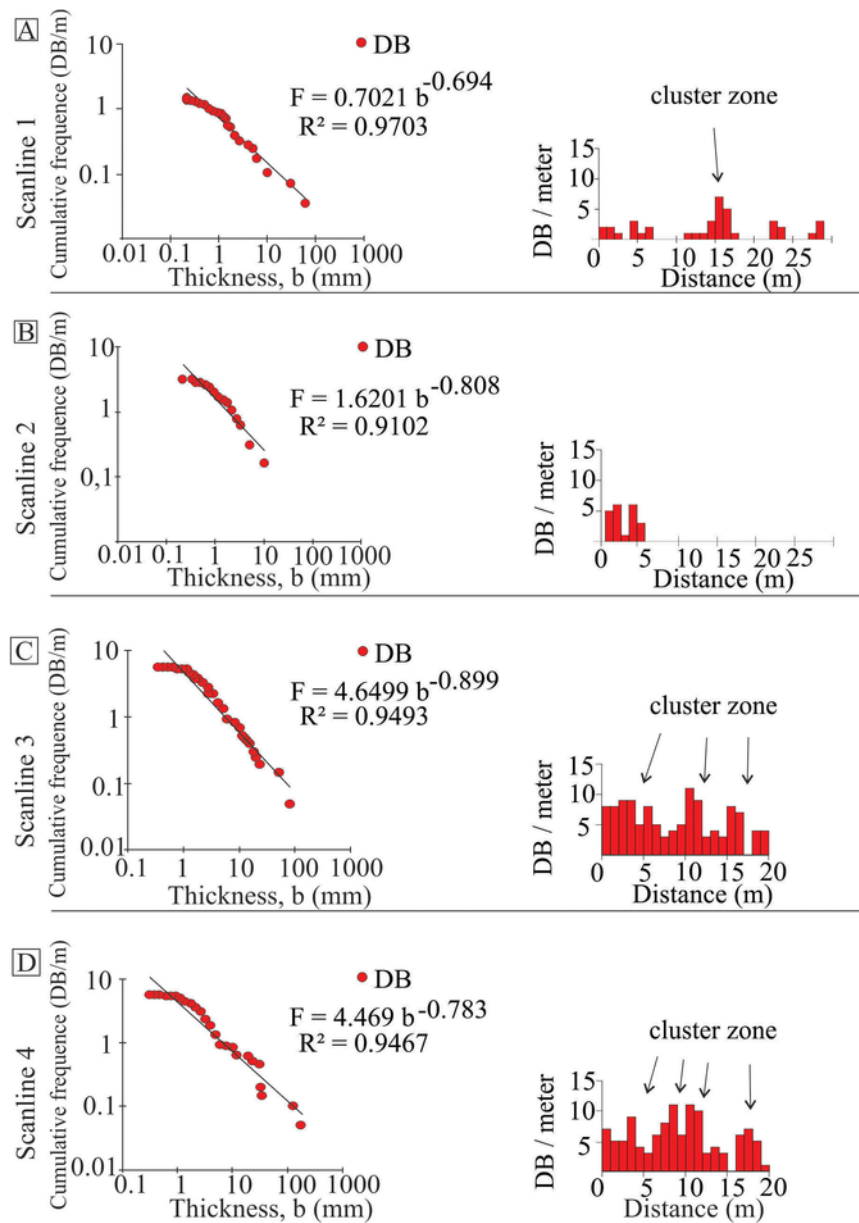 A
Scanline 1
Cumulative frequence (DB/m)
10
1
0.1
0.01 0.1 1 10 100 1000
Thickness, b (mm)
DB
F = 0.7021 b^-0.694
R² = 0.9703
cluster zone
DB / meter
15
10
5
0 5 10 15 20 25
Distance (m)
B
Scanline 2
Cumulative frequence (DB/m)
10
1
0,1
0.01 0.1 1 10 100 1000
Thickness, b (mm)
DB
F = 1.6201 b^-0.808
R² = 0.9102
DB / meter
15
10
5
0 5 10 15 20 25
Distance (m)
C
Scanline 3
Cumulative frequence (DB/m)
10
1
0.1
0.01
0.1 1 10 100 1000
Thickness, b (mm)
DB
F = 4.6499 b^-0.899
R² = 0.9493
cluster zone
DB / meter
15
10
5
0 5 10 15 20
Distance (m)
D
Scanline 4
Cumulative frequence (DB/m)
10
1
0.1
0.01
0.1 1 10 100 1000
Thickness, b (mm)
DB
F = 4.469 b^-0.783
R² = 0.9467
cluster zone
DB / meter
15
10
5
0 5 10 15 20
Distance (m)